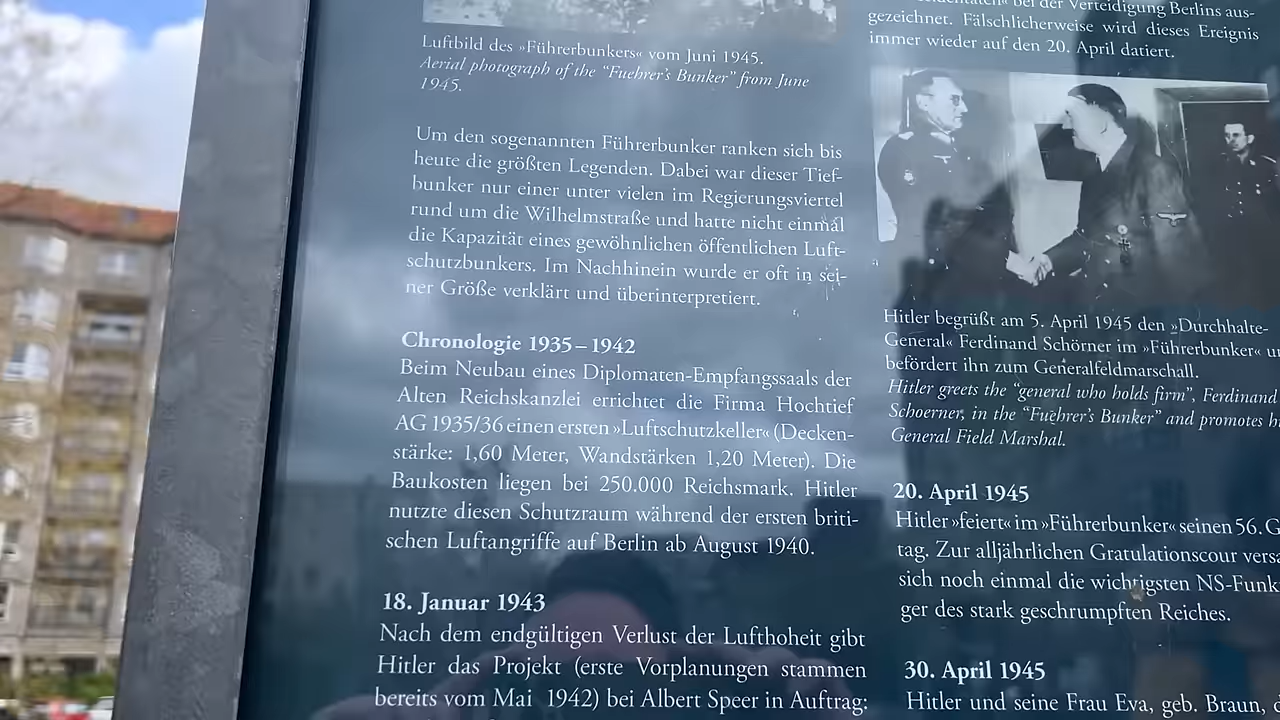 Luftbild des »Führerbunkers« vom Juni 1945.
Aerial photograph of the “Fuehrer’s Bunker” from June
1945.
Um den sogenannten Führerbunker ranken sich bis
heute die größten Legenden. Dabei war dieser Tief-
bunker nur einer unter vielen im Regierungsviertel
rund um die Wilhelmstraße und hatte nicht einmal
die Kapazität eines gewöhnlichen öffentlichen Luft-
schutzbunkers. Im Nachhinein wurde er oft in sei-
ner Größe verklärt und überinterpretiert.
Chronologie 1935–1942
Beim Neubau eines Diplomaten-Empfangssaals der
Alten Reichskanzlei errichtet die Firma Hochtief
AG 1935/36 einen ersten »Luftschutzkeller« (Decken-
stärke: 1,60 Meter, Wandstärken 1,20 Meter). Die
Baukosten liegen bei 250.000 Reichsmark. Hitler
nutzte diesen Schutzraum während der ersten briti-
schen Luftangriffe auf Berlin ab August 1940.
18. Januar 1943
Nach dem endgültigen Verlust der Lufthoheit gibt
Hitler das Projekt (erste Vorplanungen stammen
bereits vom Mai 1942) bei Albert Speer in Auftrag:
bei der Verteidigung Berlins aus-
gezeichnet. Fälschlicherweise wird dieses Ereignis
immer wieder auf den 20. April datiert.
Hitler begrüßt am 5. April 1945 den »Durchhalte-
General« Ferdinand Schörner im »Führerbunker«
befördert ihn zum Generalfeldmarschall.
Hitler greets the “general who holds firm”, Ferdinand
Schoerner, in the “Fuehrer’s Bunker” and promotes
General Field Marshal.
20. April 1945
Hitler »feiert« im »Führerbunker« seinen 56.
tag. Zur alljährlichen Gratulationscour
sich noch einmal die wichtigsten NS-Funk
ger des stark geschrumpften Reiches.
30. April 1945
Hitler und seine Frau Eva, geb. Braun,